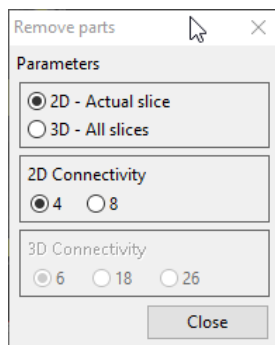 Remove parts
Parameters
2D - Actual slice
3D - All slices
2D Connectivity
4 8
3D Connectivity
6 18 26
Close